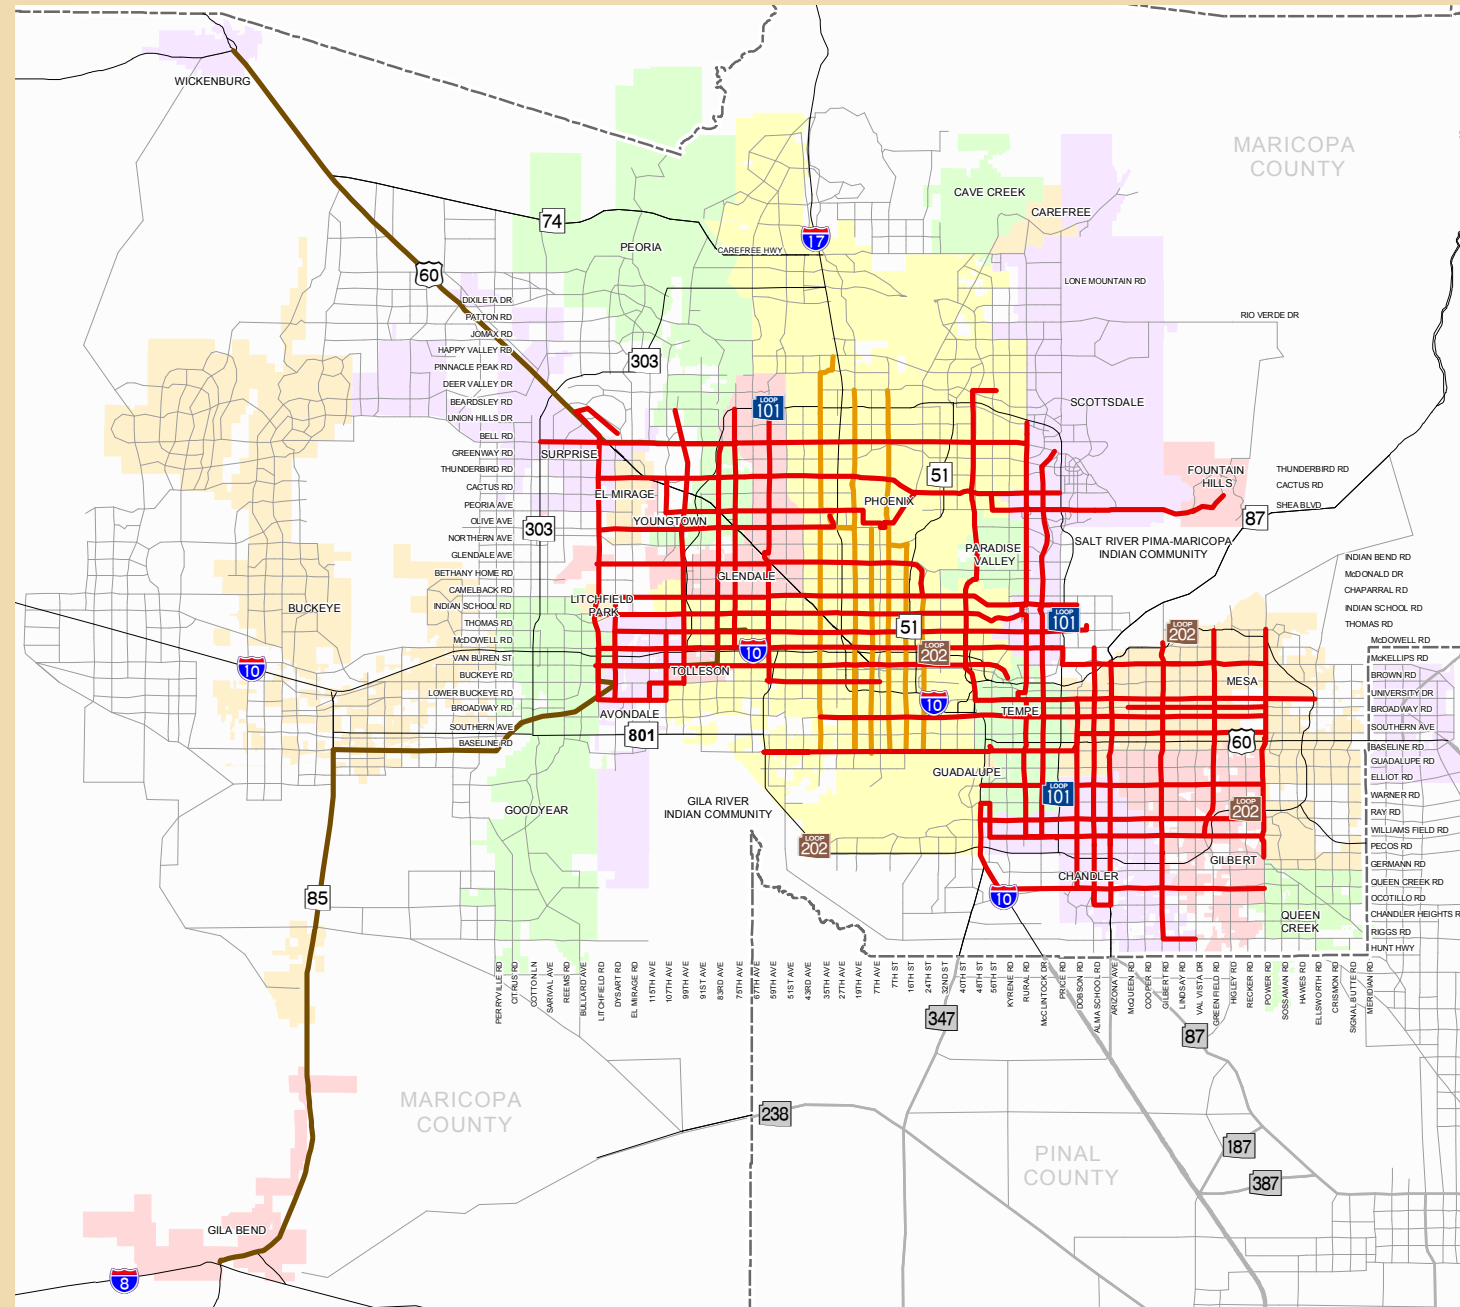 WICKENBURG
MARICOPA
COUNTY
CAVE CREEK
CAREFREE
74
PEORIA
17
CAREFREE HWY
60
LONE MOUNTAIN RD
DIXILETA DR
PATTON RD
JOMAX RD
HAPPY VALLEY RD
PINNACLE PEAK RD
DEER VALLEY DR
BEARDSLEY RD
UNION HILLS DR
BELL RD
GREENWAY RD
THUNDERBIRD RD
CACTUS RD
PEORIA AVE
OLIVE AVE
NORTHERN AVE
GLENDALE AVE
BETHANY HOME RD
CAMELBACK RD
INDIAN SCHOOL RD
THOMAS RD
McDOWELL RD
VAN BUREN ST
BUCKEYE RD
LOWER BUCKEYE RD
BROADWAY RD
SOUTHERN AVE
BASELINE RD
RIO VERDE DR
303
LOOP
101
SCOTTSDALE
SURPRISE
EL MIRAGE
YOUNGTOWN
303
51
PHOENIX
FOUNTAIN
HILLS
THUNDERBIRD RD
CACTUS RD
SHEA BLVD
87
PARADISE
VALLEY
SALT RIVER PIMA-MARICOPA
INDIAN COMMUNITY
GLENDALE
LITCHFIELD
PARK
BUCKEYE
INDIAN BEND RD
McDONALD DR
CHAPARRAL RD
INDIAN SCHOOL RD
THOMAS RD
McDOWELL RD
McKELLIPS RD
BROWN RD
UNIVERSITY DR
BROADWAY RD
SOUTHERN AVE
BASELINE RD
GUADALUPE RD
ELLIOT RD
WARNER RD
RAY RD
WILLIAMS FIELD RD
PECOS RD
GERMANN RD
QUEEN CREEK RD
OCOTILLO RD
CHANDLER HEIGHTS R
RIGGS RD
HUNT HWY
51
LOOP
101
LOOP
202
LOOP
202
10
10
TOLLESON
MESA
10
AVONDALE
801
TEMPE
60
GUADALUPE
GOODYEAR
GILA RIVER
INDIAN COMMUNITY
LOOP
101
LOOP
202
LOOP
202
GILBERT
CHANDLER
10
85
QUEEN
CREEK
PERRYVILLE RD
CITRUS RD
COTTON LN
SARIVAL AVE
REEMS RD
BULLARD AVE
LITCHFIELD RD
DYSART RD
EL MIRAGE RD
115TH AVE
107TH AVE
99TH AVE
91ST AVE
83RD AVE
75TH AVE
67TH AVE
59TH AVE
51ST AVE
43RD AVE
35TH AVE
27TH AVE
19TH AVE
7TH AVE
7TH ST
16TH ST
24TH ST
32ND ST
40TH ST
48TH ST
56TH ST
KYRENE RD
RURAL RD
McCLINTOCK DR
PRICE RD
DOBSON RD
ALMA SCHOOL RD
ARIZONA AVE
McQUEEN RD
COOPER RD
GILBERT RD
LINDSAY RD
VAL VISTA DR
GREENFIELD RD
HIGLEY RD
RECKER RD
POWER RD
SOSSAMAN RD
HAWES RD
ELLSWORTH RD
CRISMON RD
SIGNAL BUTTE RD
MERIDIAN RD
347
87
MARICOPA
COUNTY
238
187
PINAL
COUNTY
387
GILA BEND
8